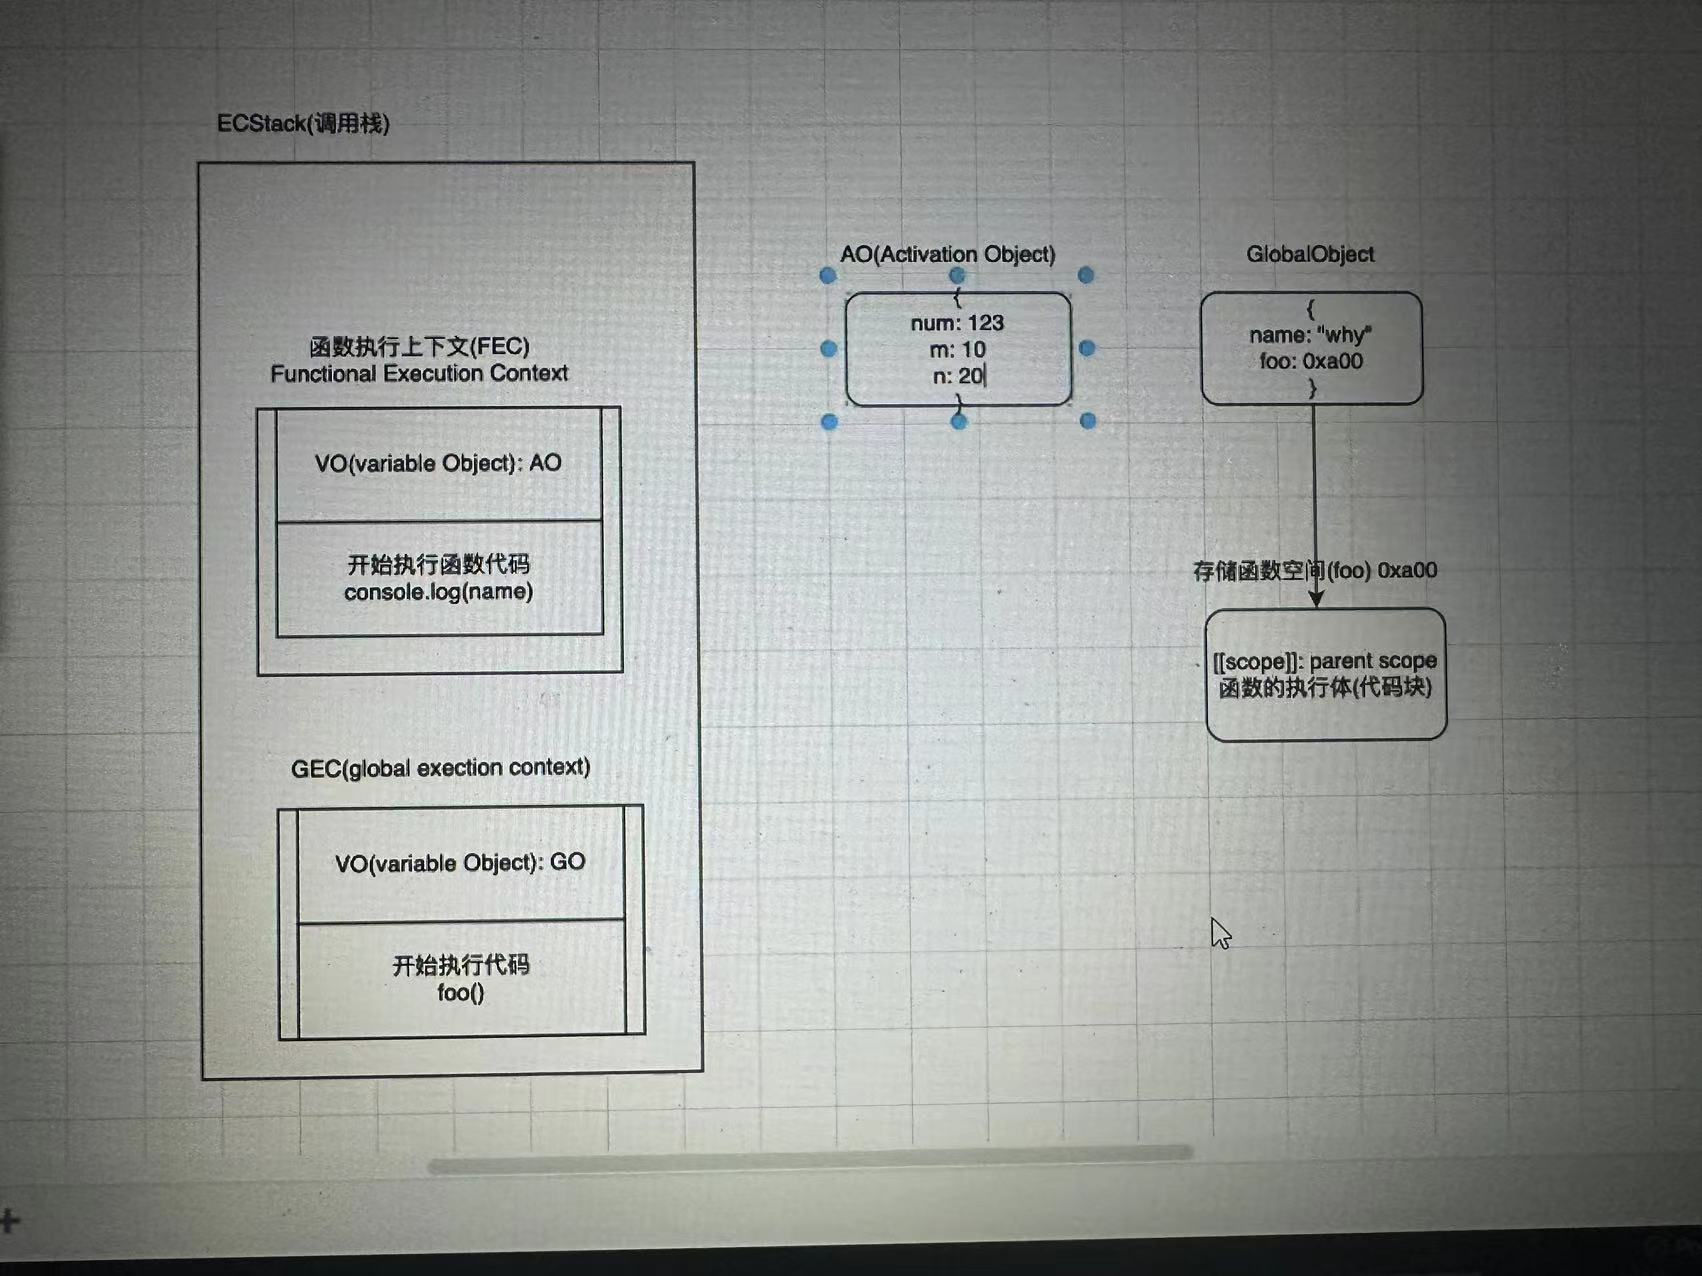 ECStack(调用栈)
函数执行上下文(FEC)
Functional Execution Context
VO(variable Object): AO
开始执行函数代码
console.log(name)
GEC(global exection context)
VO(variable Object): GO
开始执行代码
foo()
AO(Activation Object)
{
num: 123
m: 10
n: 20
}
GlobalObject
{
name: "why"
foo: 0xa00
}
存储函数空间(foo) 0xa00
[[scope]]: parent scope
函数的执行体(代码块)